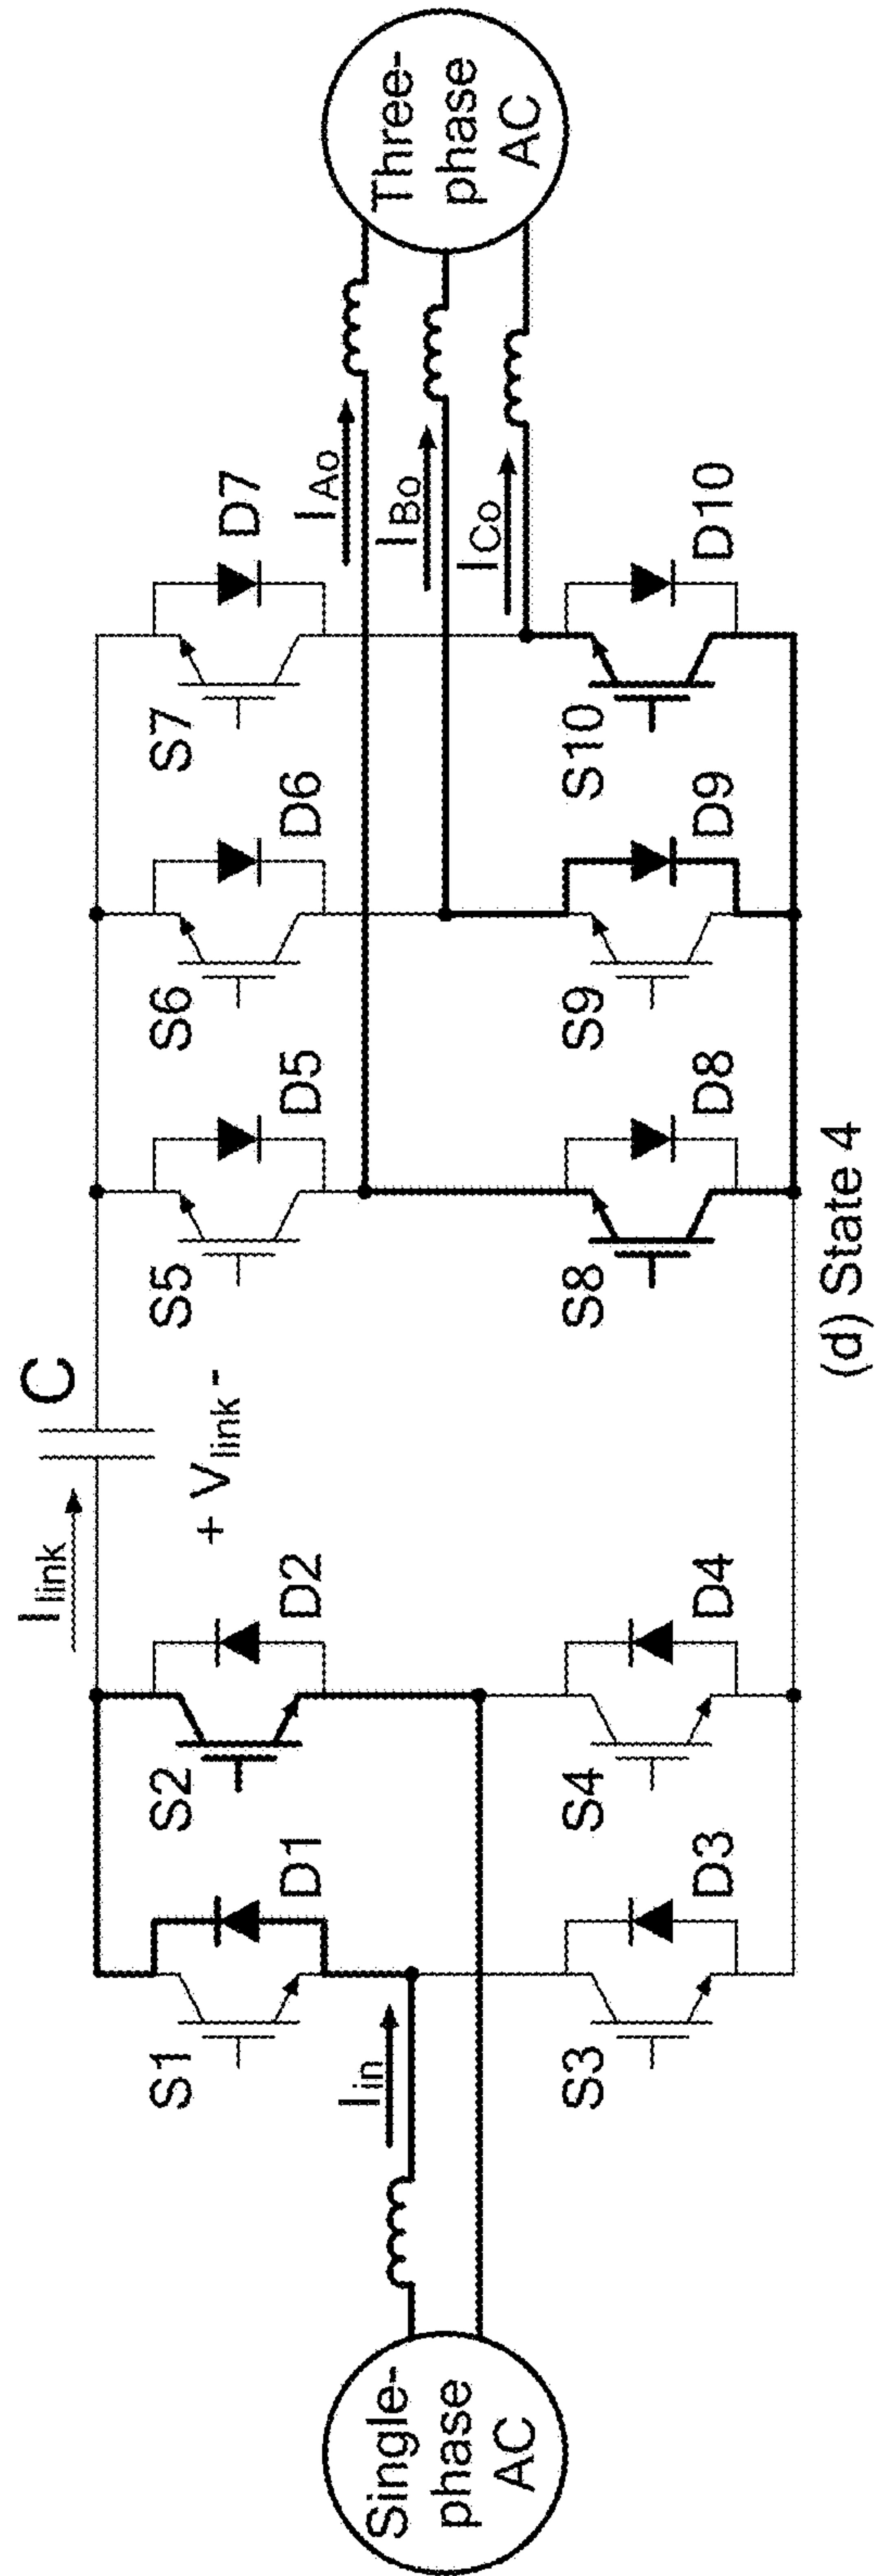 C
I_link
+ V_link -
S1
D1
S2
D2
S5
D5
S6
D6
S7
D7
I_in
I_Ao
I_Bo
I_Co
Single-
phase
AC
Three-
phase
AC
S3
D3
S4
D4
S8
D8
S9
D9
S10
D10
(d) State 4